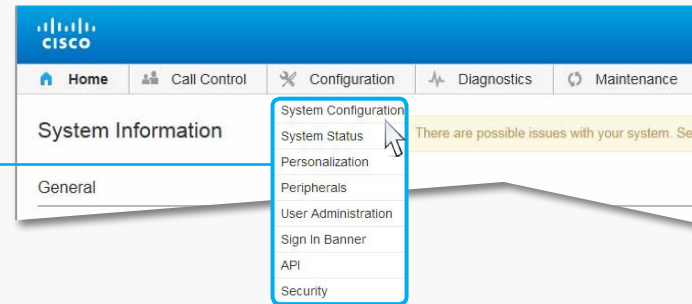 CISCO
Home Call Control Configuration Diagnostics Maintenance
System Information
System Configuration
System Status
There are possible issues with your system. Se
Personalization
General
Peripherals
User Administration
Sign In Banner
API
Security